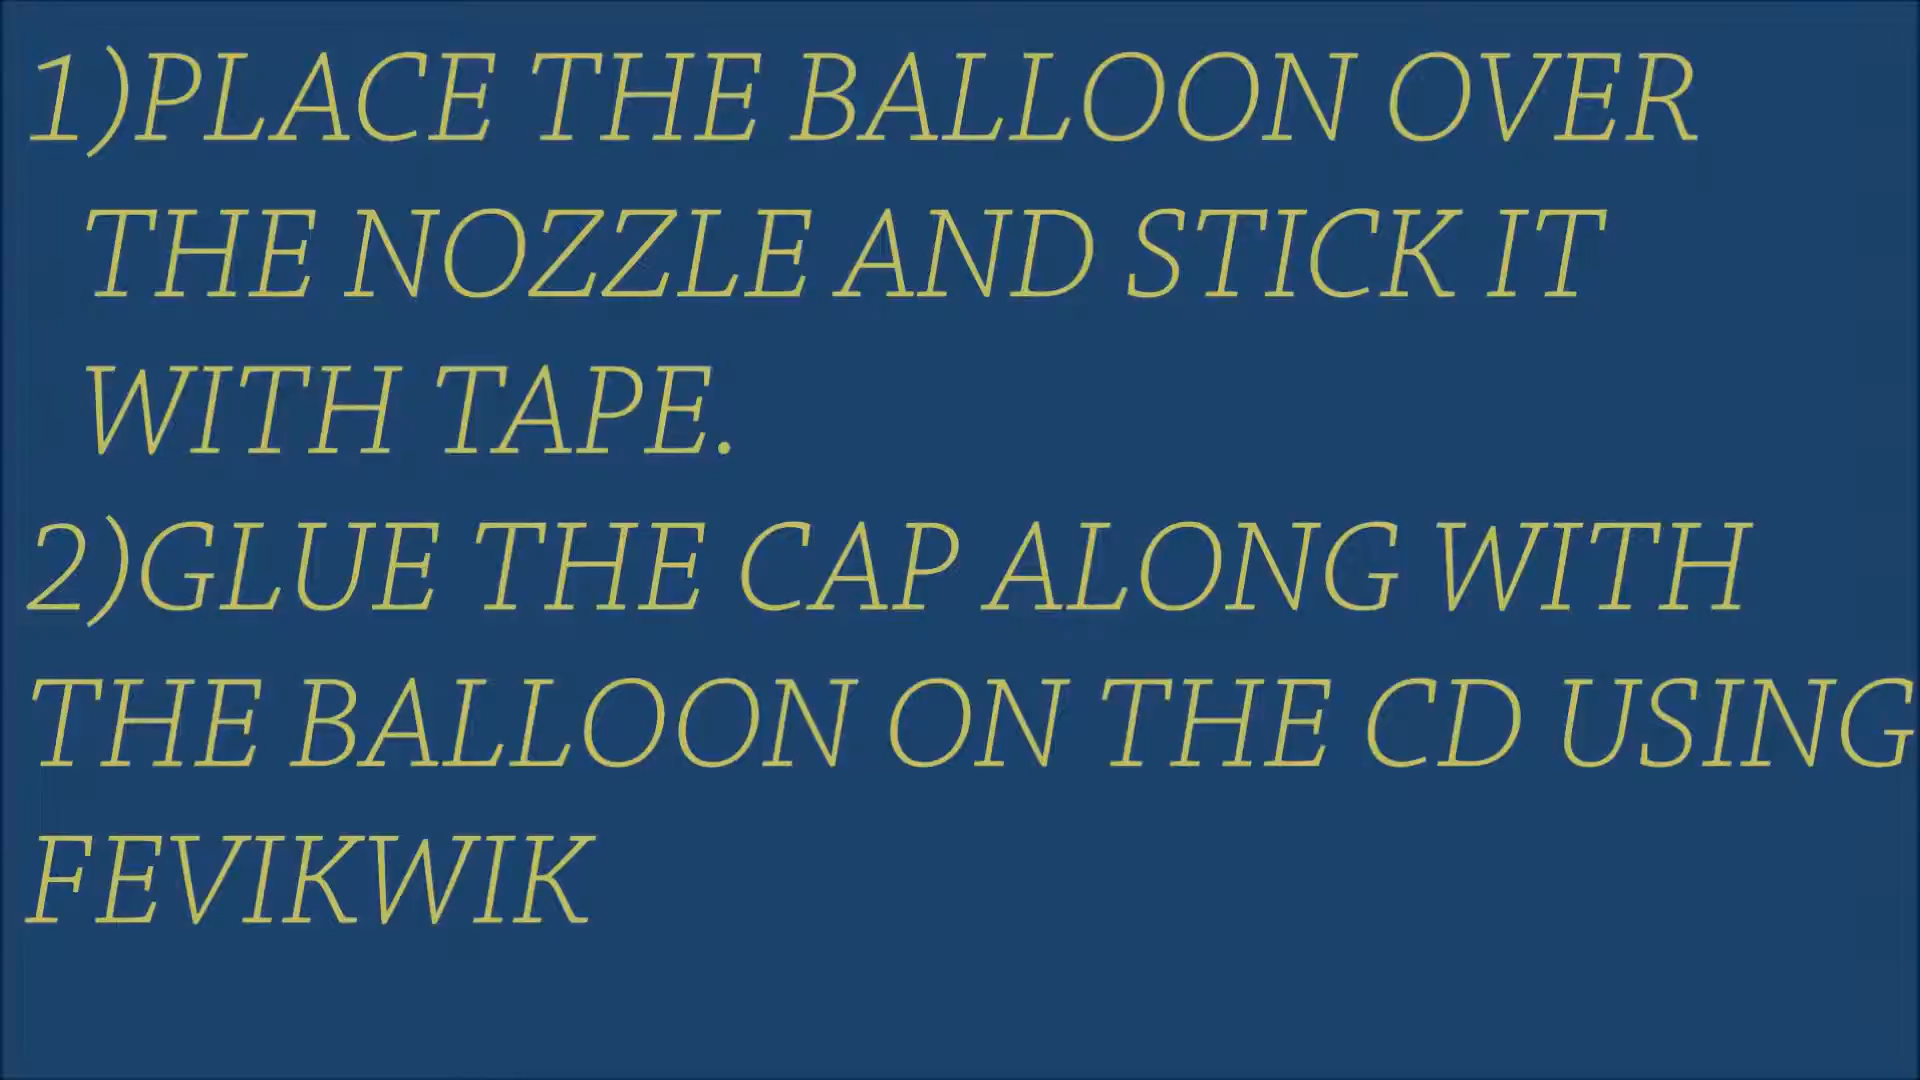 1)PLACE THE BALLOON OVER
THE NOZZLE AND STICK IT
WITH TAPE.
2)GLUE THE CAP ALONG WITH
THE BALLOON ON THE CD USING
FEVIKWIK